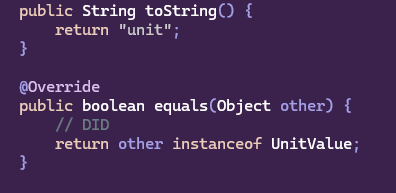 public String toString() {
    return "unit";
}

@Override
public boolean equals(Object other) {
    // DID
    return other instanceof UnitValue;
}